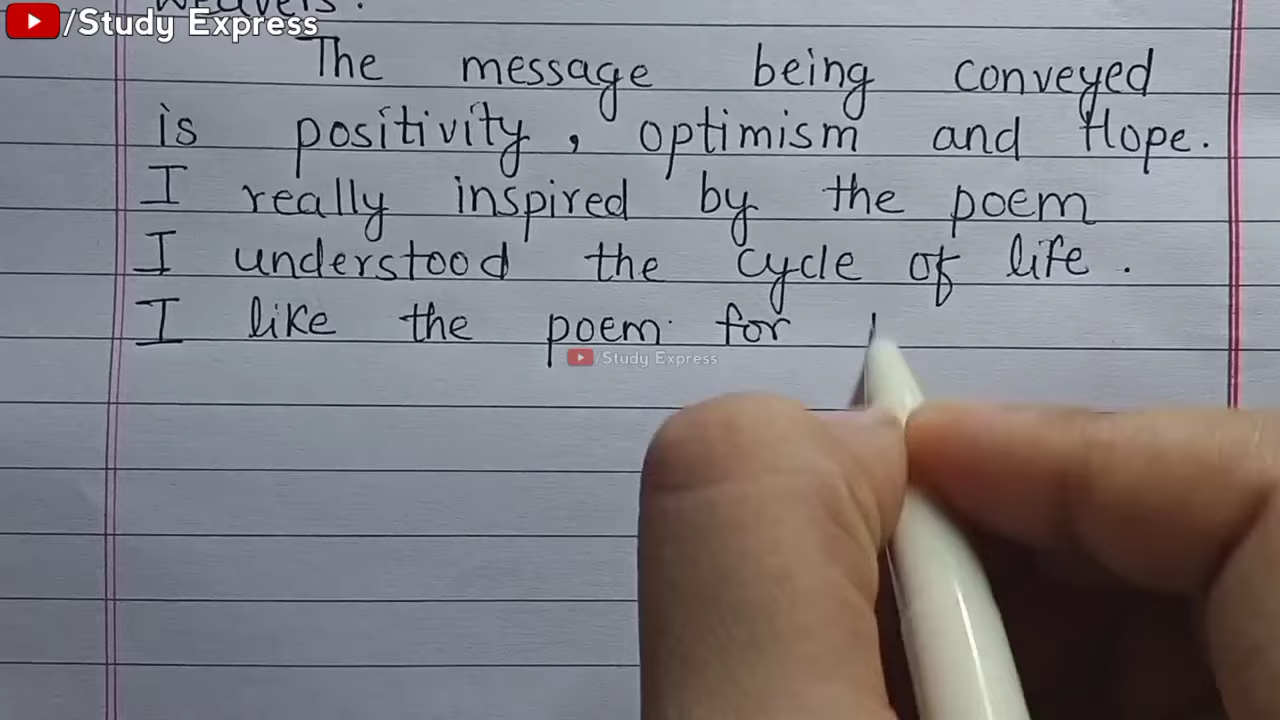 Weavers.
/Study Express
The message being conveyed
is positivity, optimism and Hope.
I really inspired by the poem
I understood the cycle of life.
I like the poem for
/Study Express